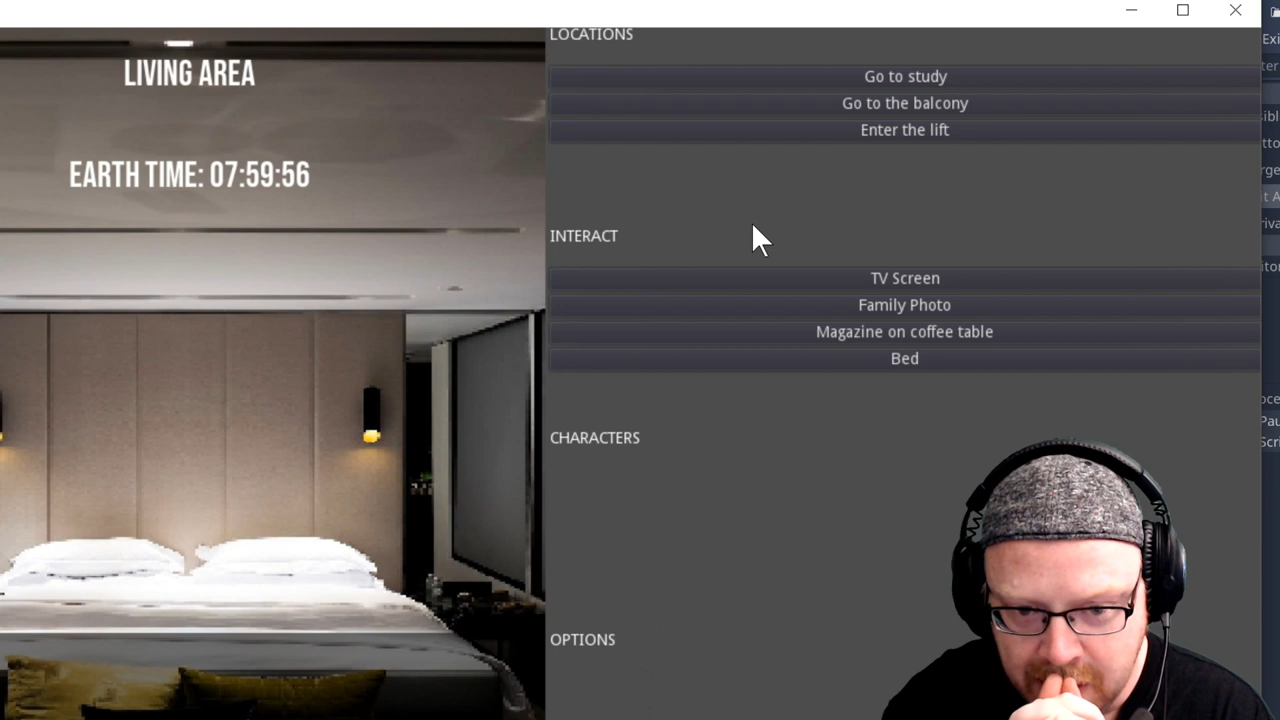 LIVING AREA
EARTH TIME: 07:59:56
LOCATIONS
Go to study
Go to the balcony
Enter the lift
INTERACT
TV Screen
Family Photo
Magazine on coffee table
Bed
CHARACTERS
OPTIONS